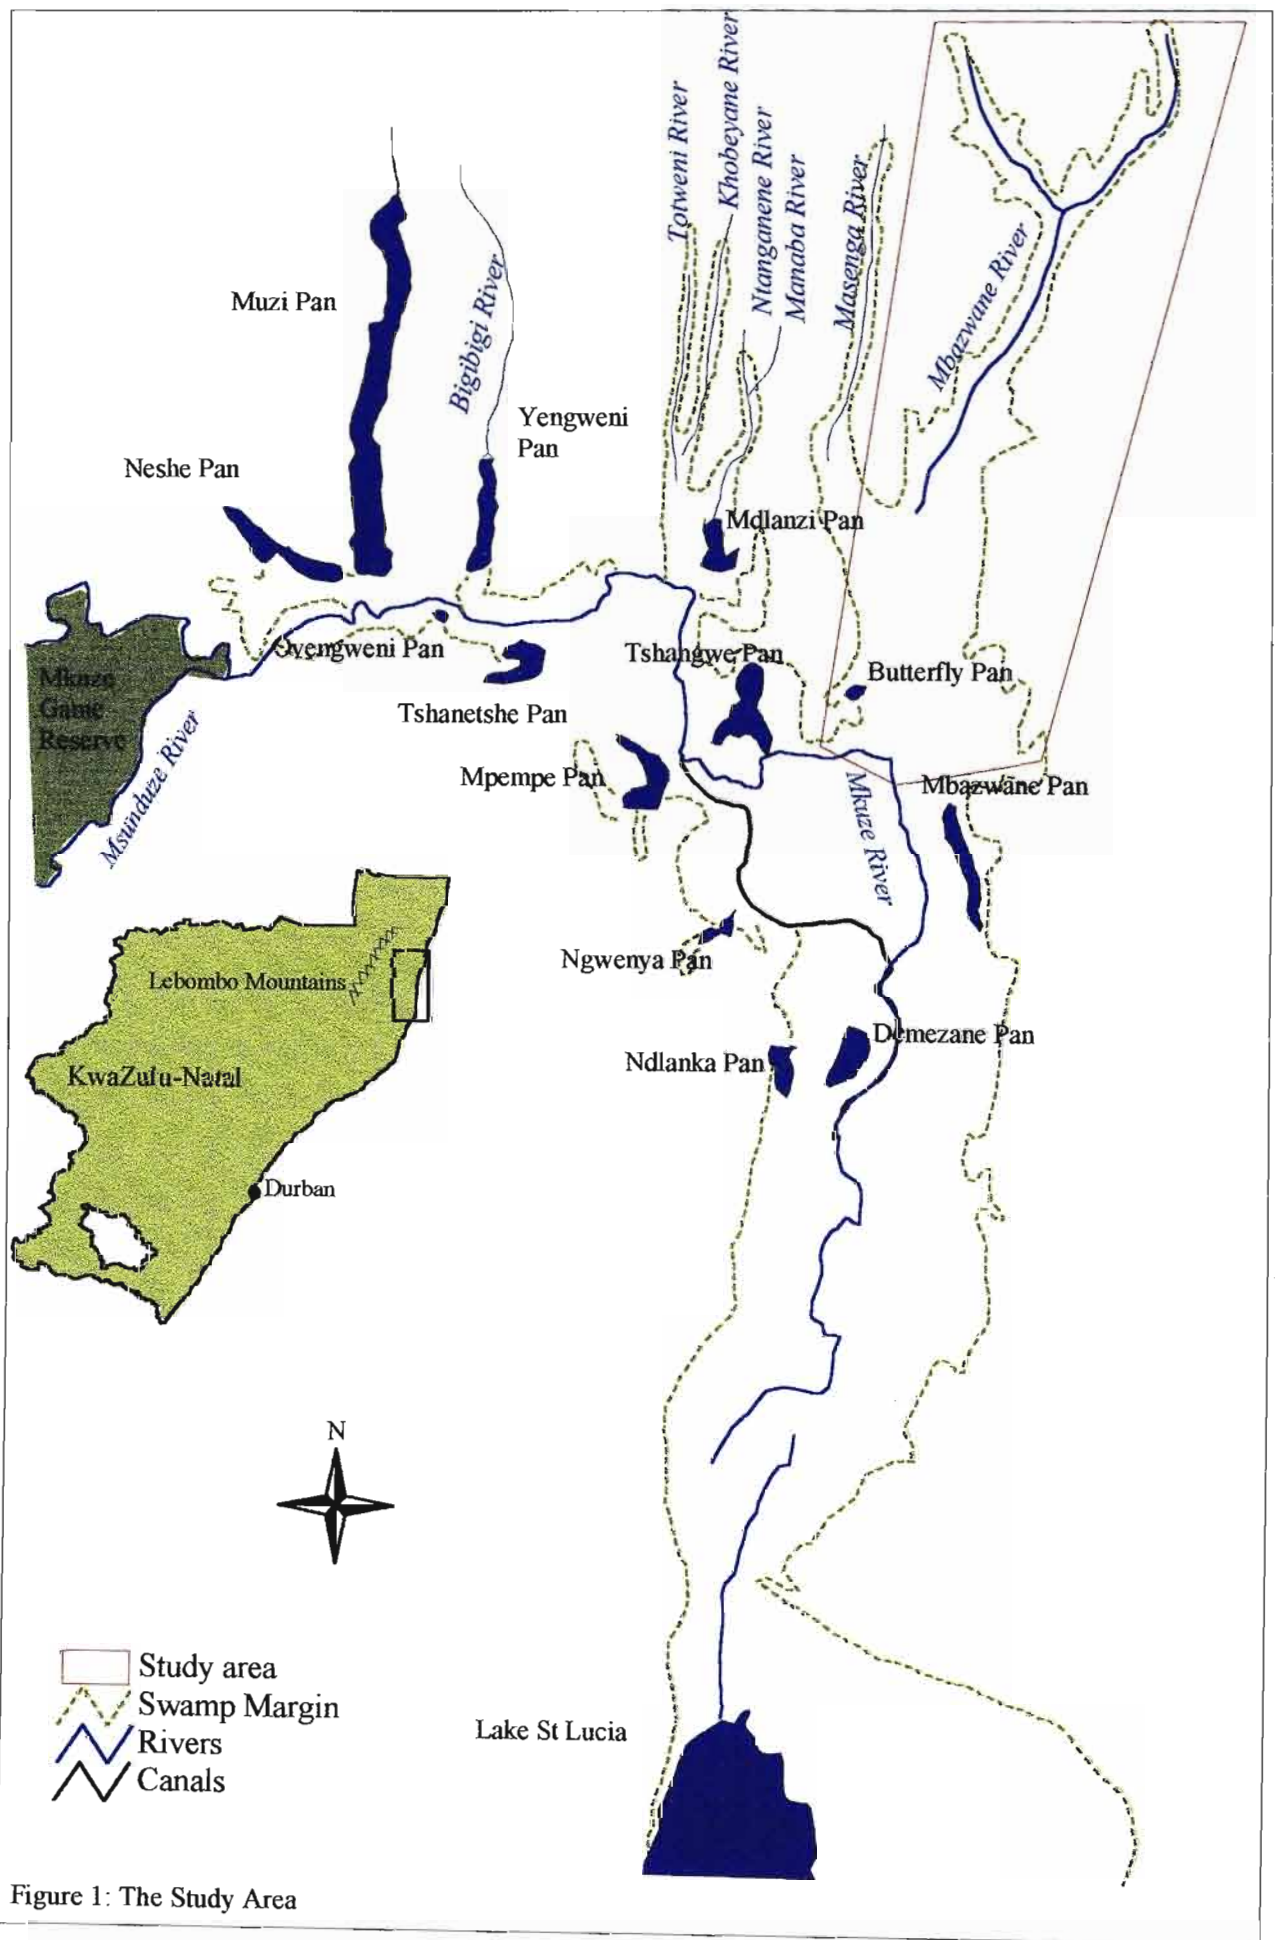 Totweni River
Khobeyane River
Ntanganene River
Manaba River
Masenga River
Mbazwane River
Muzi Pan
Bigibigi River
Yengweni
Pan
Neshe Pan
Mdlanzi Pan
Oyengweni Pan
Tshangwe Pan
Butterfly Pan
Mkuze
Game
Reserve
Msunduze River
Tshanetshe Pan
Mpempe Pan
Mkuze River
Mbazwane Pan
Ngwenya Pan
Lebombo Mountains
Demezane Pan
Ndlanka Pan
KwaZulu-Natal
Durban
N
Study area
Swamp Margin
Rivers
Canals
Lake St Lucia
Figure 1: The Study Area